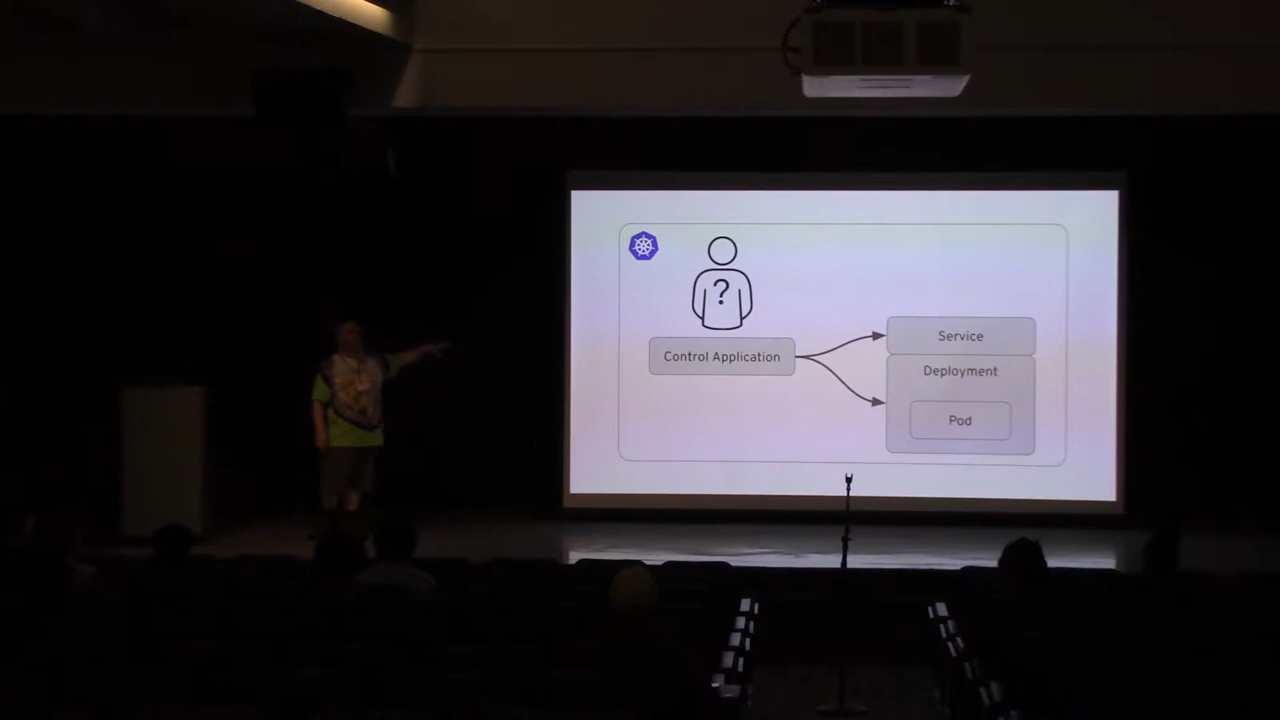 ?
Control Application
Service
Deployment
Pod